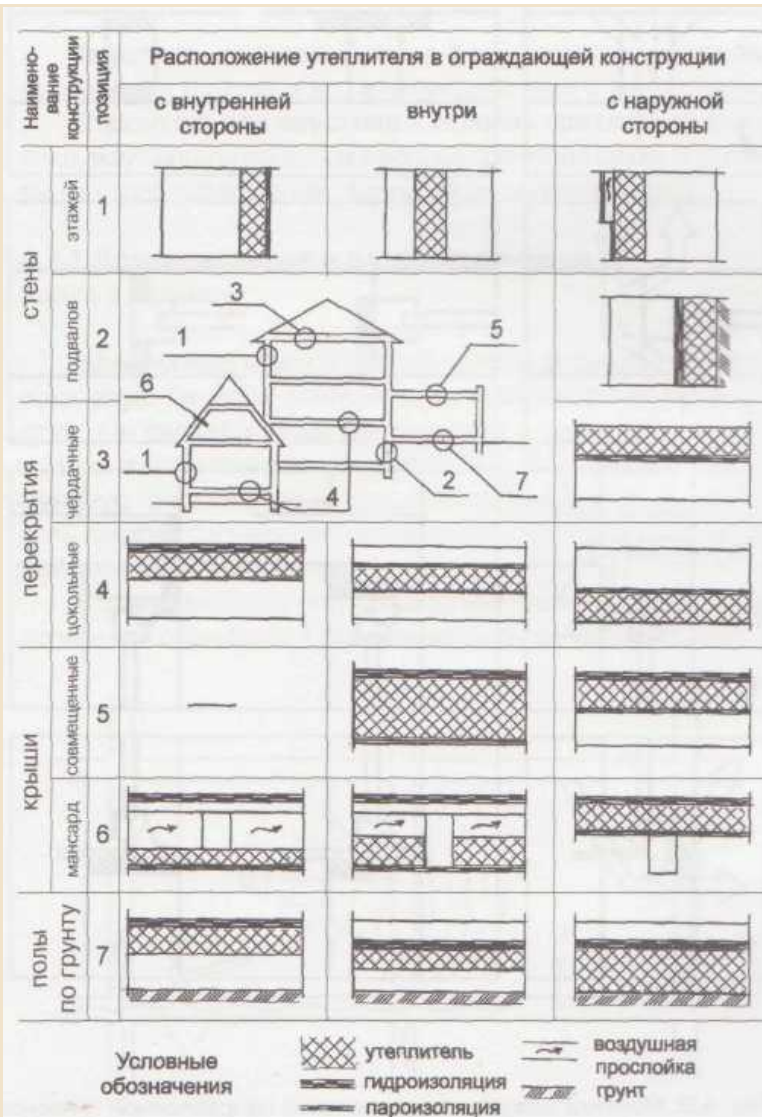 Наимено-
вание
конструкции
позиция
Расположение утеплителя в ограждающей конструкции
с внутренней
стороны
внутри
с наружной
стороны
стены
этажей
1
подвалов
2
3
1
5
6
1
4
2
7
перекрытия
чердачные
3
цокольные
4
крыши
совмещенные
5
мансард
6
полы
по грунту
7
Условные
обозначения
утеплитель
гидроизоляция
пароизоляция
воздушная
прослойка
грунт